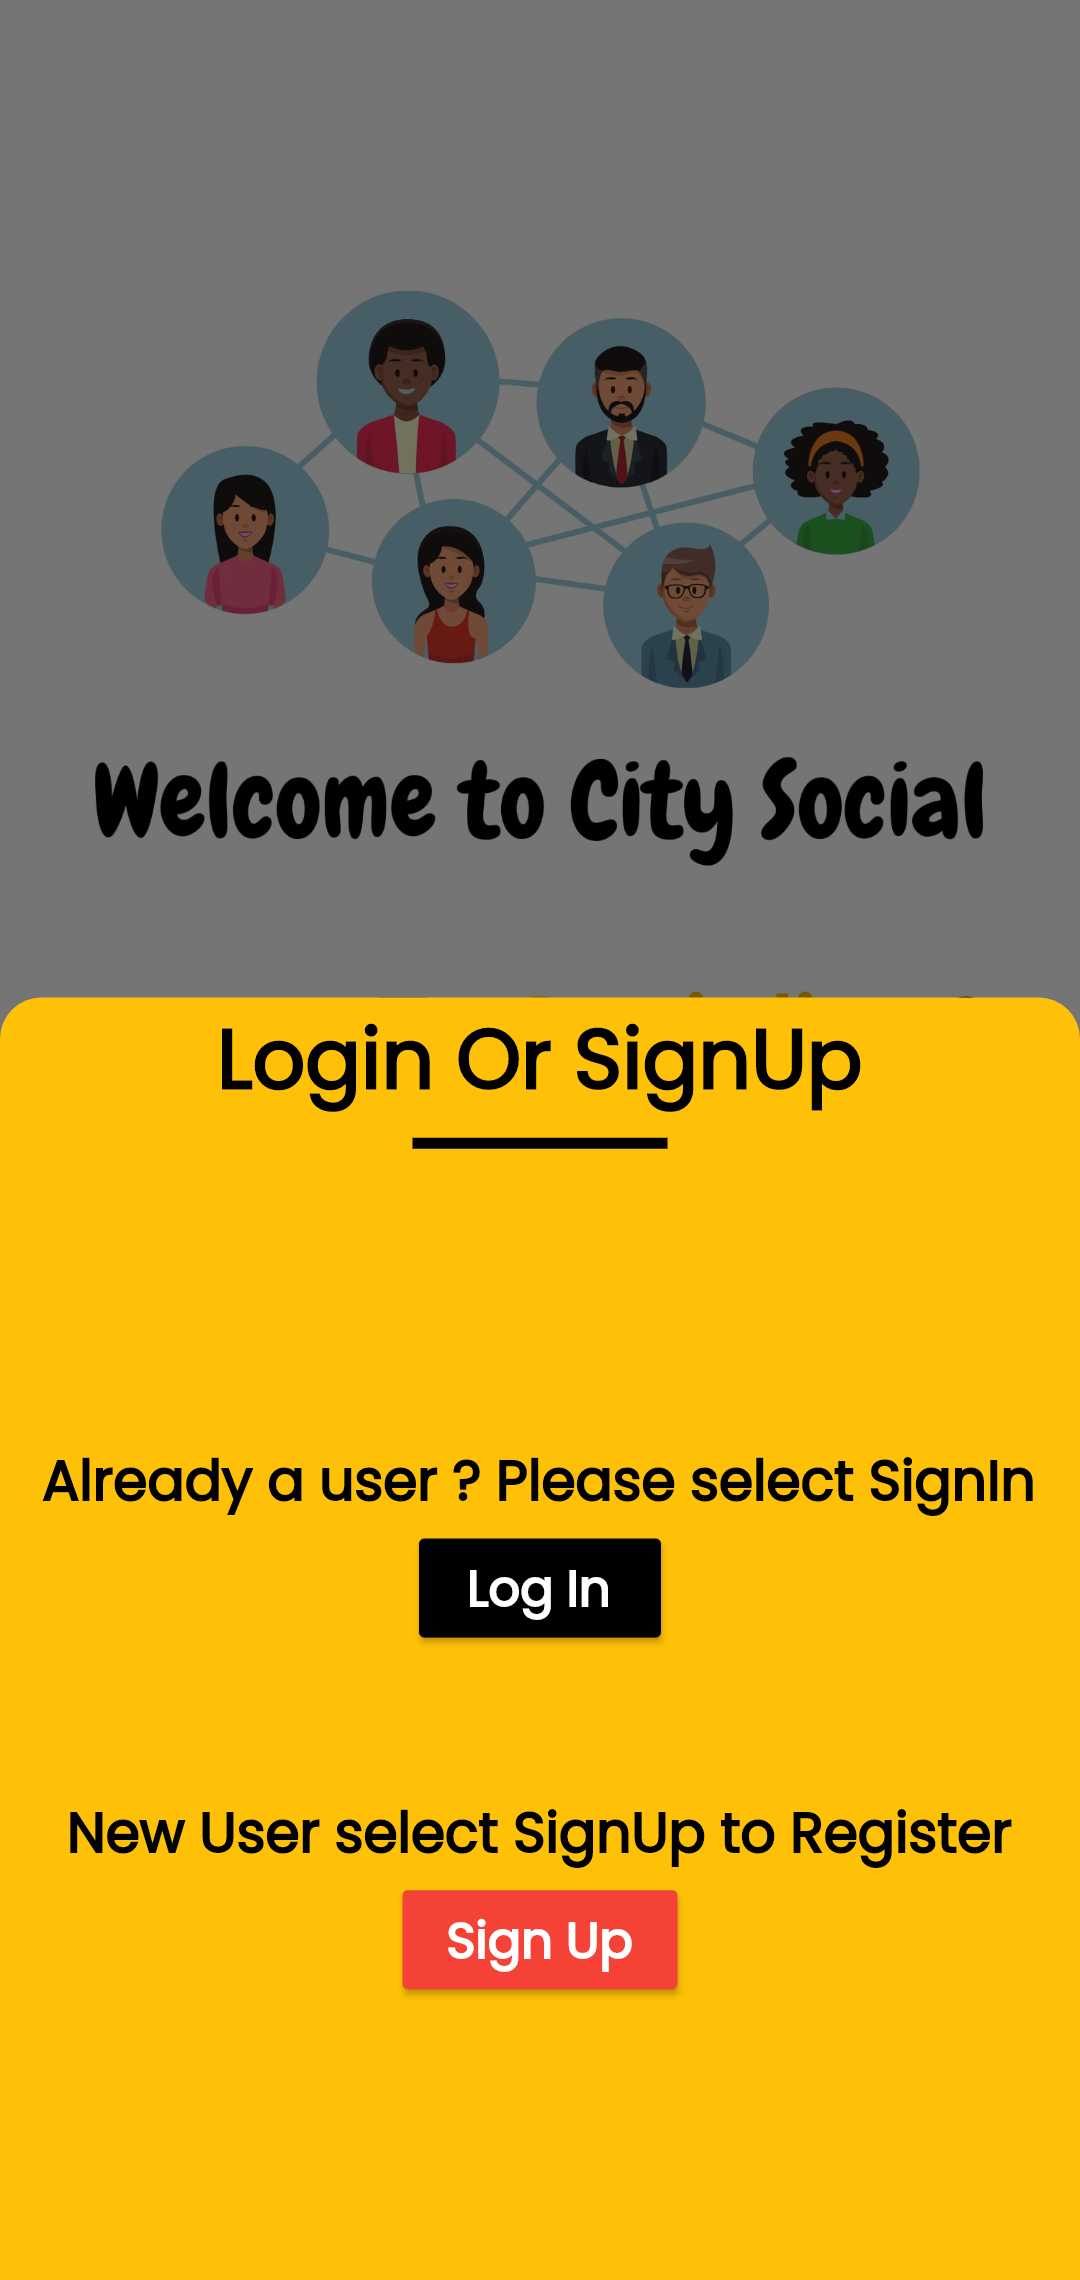 Welcome to City Social
Login Or SignUp
Already a user ? Please select SignIn
Log In
New User select SignUp to Register
Sign Up